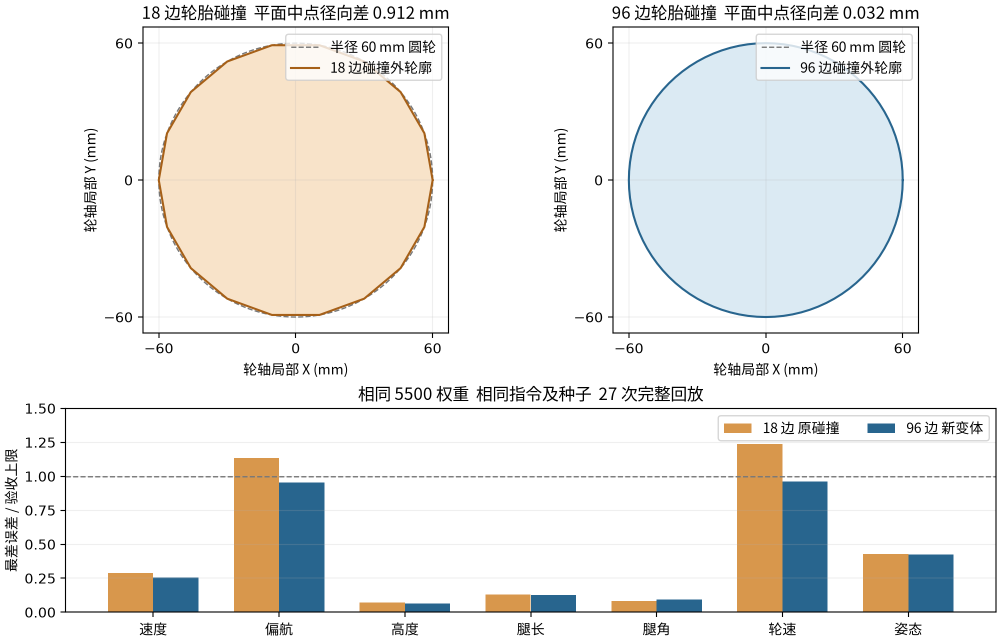 18 边轮胎碰撞 平面中点径向差 0.912 mm
半径 60 mm 圆轮
18 边碰撞外轮廓
60
0
−60
轮轴局部 Y (mm)
−60
0
60
轮轴局部 X (mm)
96 边轮胎碰撞 平面中点径向差 0.032 mm
半径 60 mm 圆轮
96 边碰撞外轮廓
60
0
−60
轮轴局部 Y (mm)
−60
0
60
轮轴局部 X (mm)
相同 5500 权重 相同指令及种子 27 次完整回放
18 边 原碰撞
96 边 新变体
1.50
1.25
1.00
0.75
0.50
0.25
0.00
最差误差 / 验收上限
速度
偏航
高度
腿长
腿角
轮速
姿态